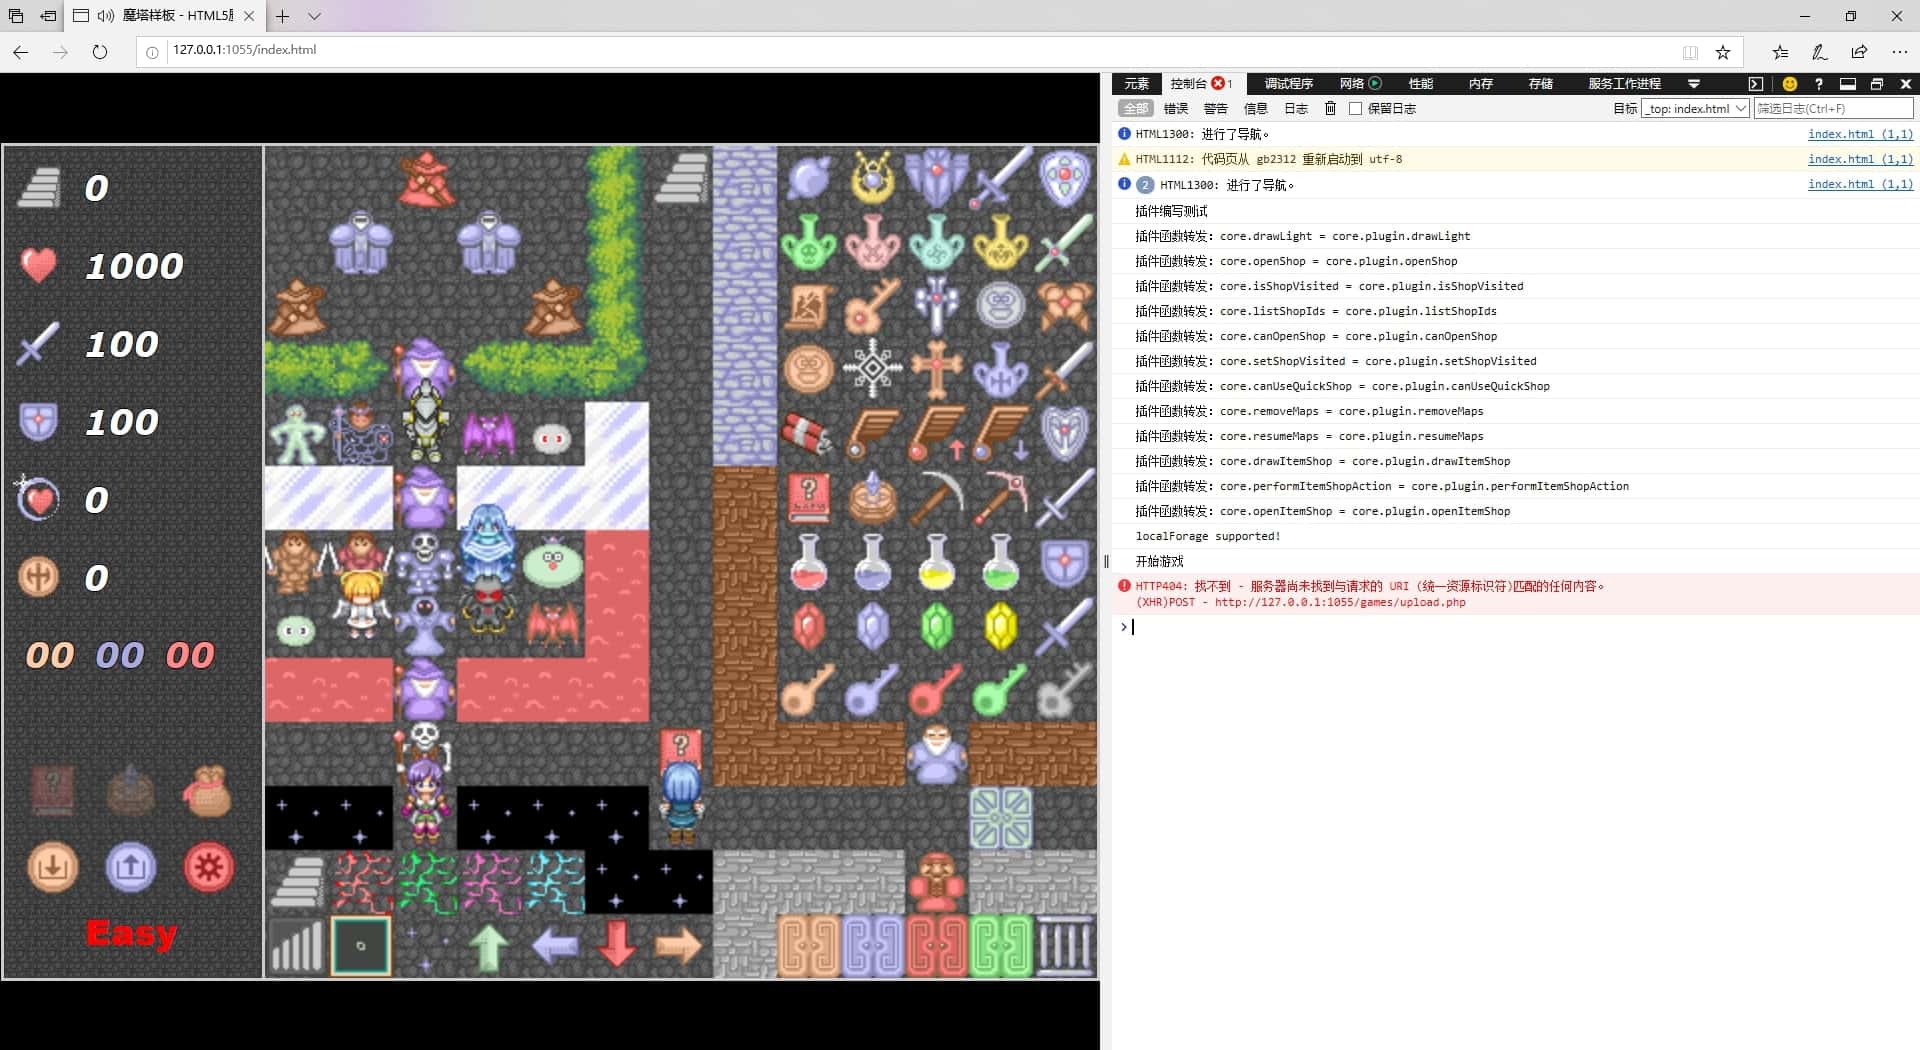 魔塔样板 - HTML5魔
127.0.0.1:1055/index.html
元素
控制台
1
调试程序
网络
性能
内存
存储
服务工作进程
?
全部
错误
警告
信息
日志
保留日志
目标
_top: index.html
筛选日志(Ctrl+F)
HTML1300: 进行了导航。
index.html (1,1)
HTML1112: 代码页从 gb2312 重新启动到 utf-8
index.html (1,1)
2
HTML1300: 进行了导航。
index.html (1,1)
插件编写测试
插件函数转发: core.drawLight = core.plugin.drawLight
插件函数转发: core.openShop = core.plugin.openShop
插件函数转发: core.isShopVisited = core.plugin.isShopVisited
插件函数转发: core.listShopIds = core.plugin.listShopIds
插件函数转发: core.canOpenShop = core.plugin.canOpenShop
插件函数转发: core.setShopVisited = core.plugin.setShopVisited
插件函数转发: core.canUseQuickShop = core.plugin.canUseQuickShop
插件函数转发: core.removeMaps = core.plugin.removeMaps
插件函数转发: core.resumeMaps = core.plugin.resumeMaps
插件函数转发: core.drawItemShop = core.plugin.drawItemShop
插件函数转发: core.performItemShopAction = core.plugin.performItemShopAction
插件函数转发: core.openItemShop = core.plugin.openItemShop
localForage supported!
开始游戏
HTTP404: 找不到 - 服务器尚未找到与请求的 URI (统一资源标识符)匹配的任何内容。
(XHR)POST - http://127.0.0.1:1055/games/upload.php
0
1000
100
100
0
0
00 00 00
Easy